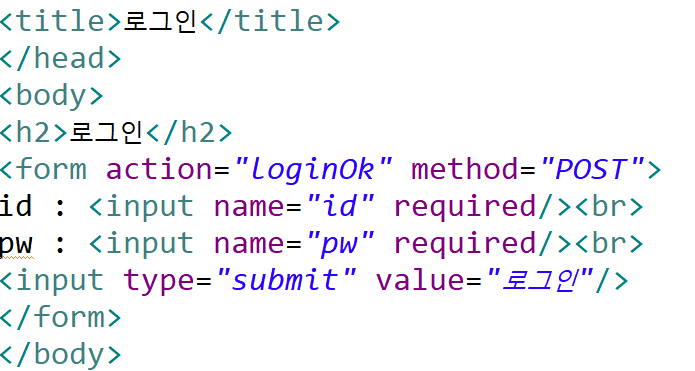 <title>로그인</title>
</head>
<body>
<h2>로그인</h2>
<form action="loginOk" method="POST">
id : <input name="id" required/><br>
pw : <input name="pw" required/><br>
<input type="submit" value="로그인"/>
</form>
</body>